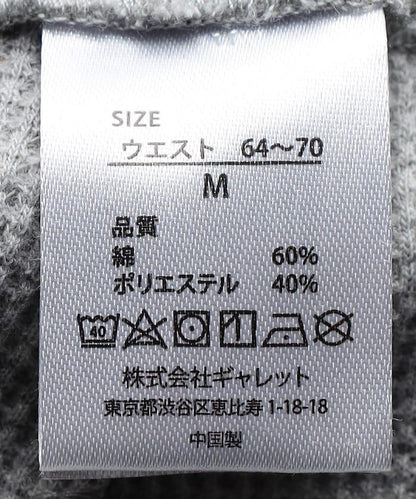 SIZE
ウエスト 64～70
M
品質
綿 60%
ポリエステル 40%
40
株式会社ギャレット
東京都渋谷区恵比寿 1-18-18
中国製